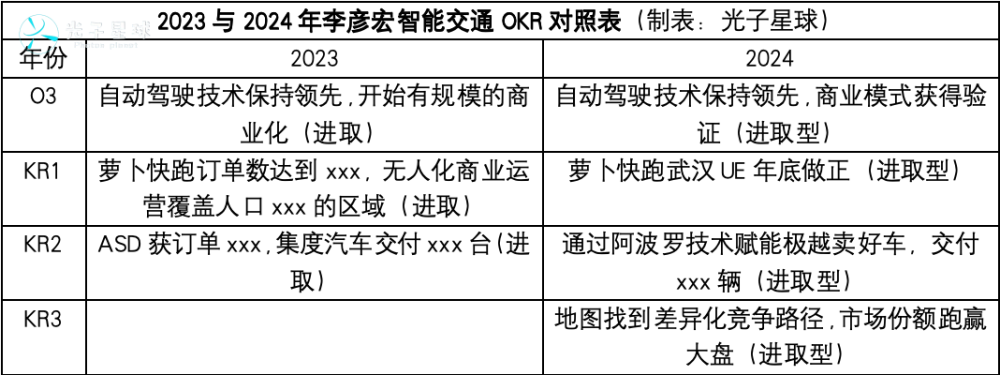 2023 与 2024 年李彦宏智能交通 OKR 对照表（制表：光子星球）
光子星球
Photon planet
年份
2023
2024
O3
自动驾驶技术保持领先,开始有规模的商
业化（进取）
自动驾驶技术保持领先,商业模式获得验
证（进取型）
KR1
萝卜快跑订单数达到 xxx，无人化商业运
营覆盖人口 xxx 的区域（进取）
萝卜快跑武汉 UE 年底做正（进取型）
KR2
ASD 获订单 xxx,集度汽车交付 xxx 台(进
取）
通过阿波罗技术赋能极越卖好车，交付
xxx 辆（进取型）
KR3
地图找到差异化竞争路径,市场份额跑赢
大盘（进取型）